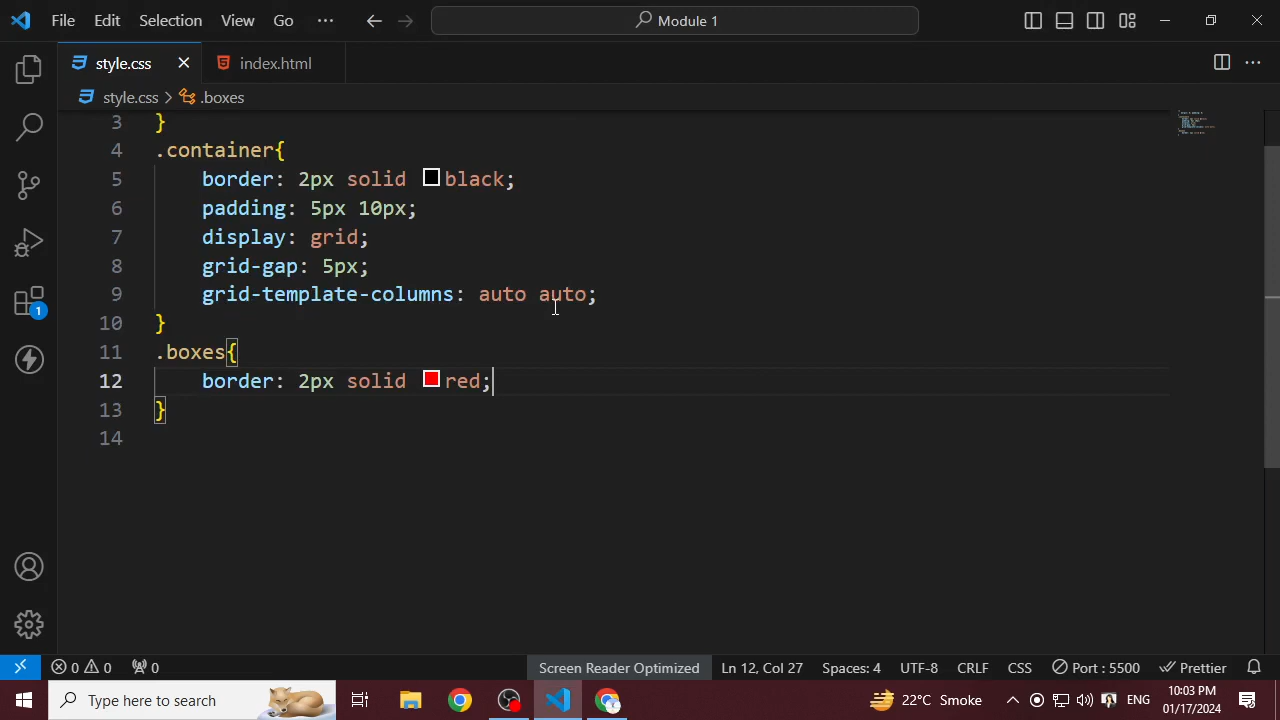 File Edit Selection View Go ··· Module 1
style.css index.html
style.css > .boxes
3 }
4 .container{
5 border: 2px solid black;
6 padding: 5px 10px;
7 display: grid;
8 grid-gap: 5px;
9 grid-template-columns: auto auto;
10 }
11 .boxes{
12 border: 2px solid red;
13 }
14
1
0 0 0 Screen Reader Optimized Ln 12, Col 27 Spaces: 4 UTF-8 CRLF CSS Port : 5500 Prettier
Type here to search 22°C Smoke ENG 10:03 PM
01/17/2024